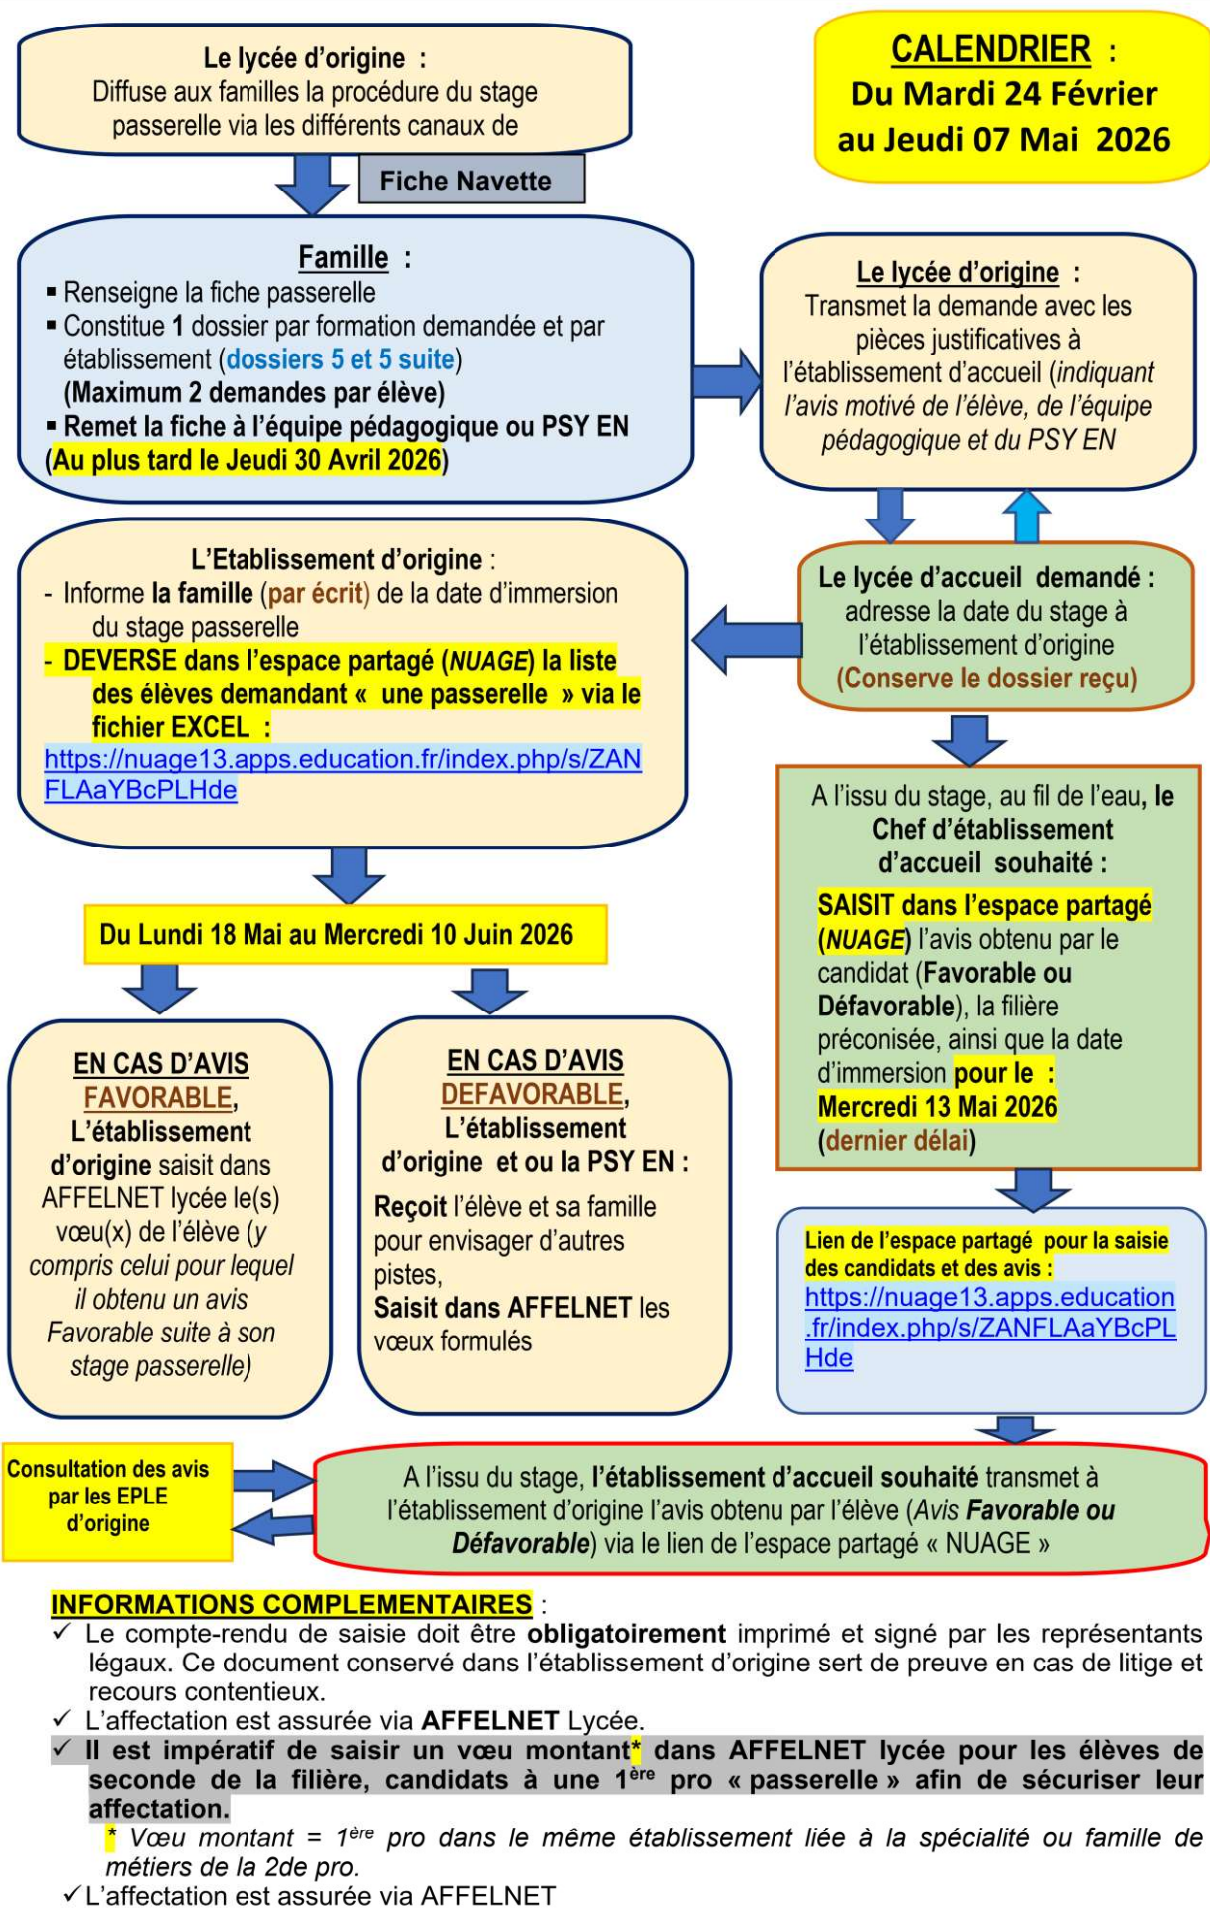 Le lycée d’origine :
Diffuse aux familles la procédure du stage
passerelle via les différents canaux de
CALENDRIER :
Du Mardi 24 Février
au Jeudi 07 Mai 2026
Fiche Navette
Famille :
▪ Renseigne la fiche passerelle
▪ Constitue 1 dossier par formation demandée et par
établissement (dossiers 5 et 5 suite)
(Maximum 2 demandes par élève)
▪ Remet la fiche à l’équipe pédagogique ou PSY EN
(Au plus tard le Jeudi 30 Avril 2026)
Le lycée d’origine :
Transmet la demande avec les
pièces justificatives à
l’établissement d’accueil (indiquant
l’avis motivé de l’élève, de l’équipe
pédagogique et du PSY EN
L’Etablissement d’origine :
- Informe la famille (par écrit) de la date d’immersion
du stage passerelle
- DEVERSE dans l’espace partagé (NUAGE) la liste
des élèves demandant « une passerelle » via le
fichier EXCEL :
https://nuage13.apps.education.fr/index.php/s/ZAN
FLAaYBcPLHde
Le lycée d’accueil demandé :
adresse la date du stage à
l’établissement d’origine
(Conserve le dossier reçu)
A l’issu du stage, au fil de l’eau, le
Chef d’établissement
d’accueil souhaité :
SAISIT dans l’espace partagé
(NUAGE) l’avis obtenu par le
candidat (Favorable ou
Défavorable), la filière
préconisée, ainsi que la date
d’immersion pour le :
Mercredi 13 Mai 2026
(dernier délai)
Du Lundi 18 Mai au Mercredi 10 Juin 2026
EN CAS D’AVIS
FAVORABLE,
L’établissement
d’origine saisit dans
AFFELNET lycée le(s)
vœu(x) de l’élève (y
compris celui pour lequel
il obtenu un avis
Favorable suite à son
stage passerelle)
EN CAS D’AVIS
DEFAVORABLE,
L’établissement
d’origine et ou la PSY EN :
Reçoit l’élève et sa famille
pour envisager d’autres
pistes,
Saisit dans AFFELNET les
vœux formulés
Lien de l’espace partagé pour la saisie
des candidats et des avis :
https://nuage13.apps.education
.fr/index.php/s/ZANFLAaYBcPL
Hde
Consultation des avis
par les EPLE
d’origine
A l’issu du stage, l’établissement d’accueil souhaité transmet à
l’établissement d’origine l’avis obtenu par l’élève (Avis Favorable ou
Défavorable) via le lien de l’espace partagé « NUAGE »
INFORMATIONS COMPLEMENTAIRES :
✓ Le compte-rendu de saisie doit être obligatoirement imprimé et signé par les représentants
légaux. Ce document conservé dans l’établissement d’origine sert de preuve en cas de litige et
recours contentieux.
✓ L’affectation est assurée via AFFELNET Lycée.
✓ Il est impératif de saisir un vœu montant* dans AFFELNET lycée pour les élèves de
seconde de la filière, candidats à une 1ère pro « passerelle » afin de sécuriser leur
affectation.
* Vœu montant = 1ère pro dans le même établissement liée à la spécialité ou famille de
métiers de la 2de pro.
✓ L’affectation est assurée via AFFELNET